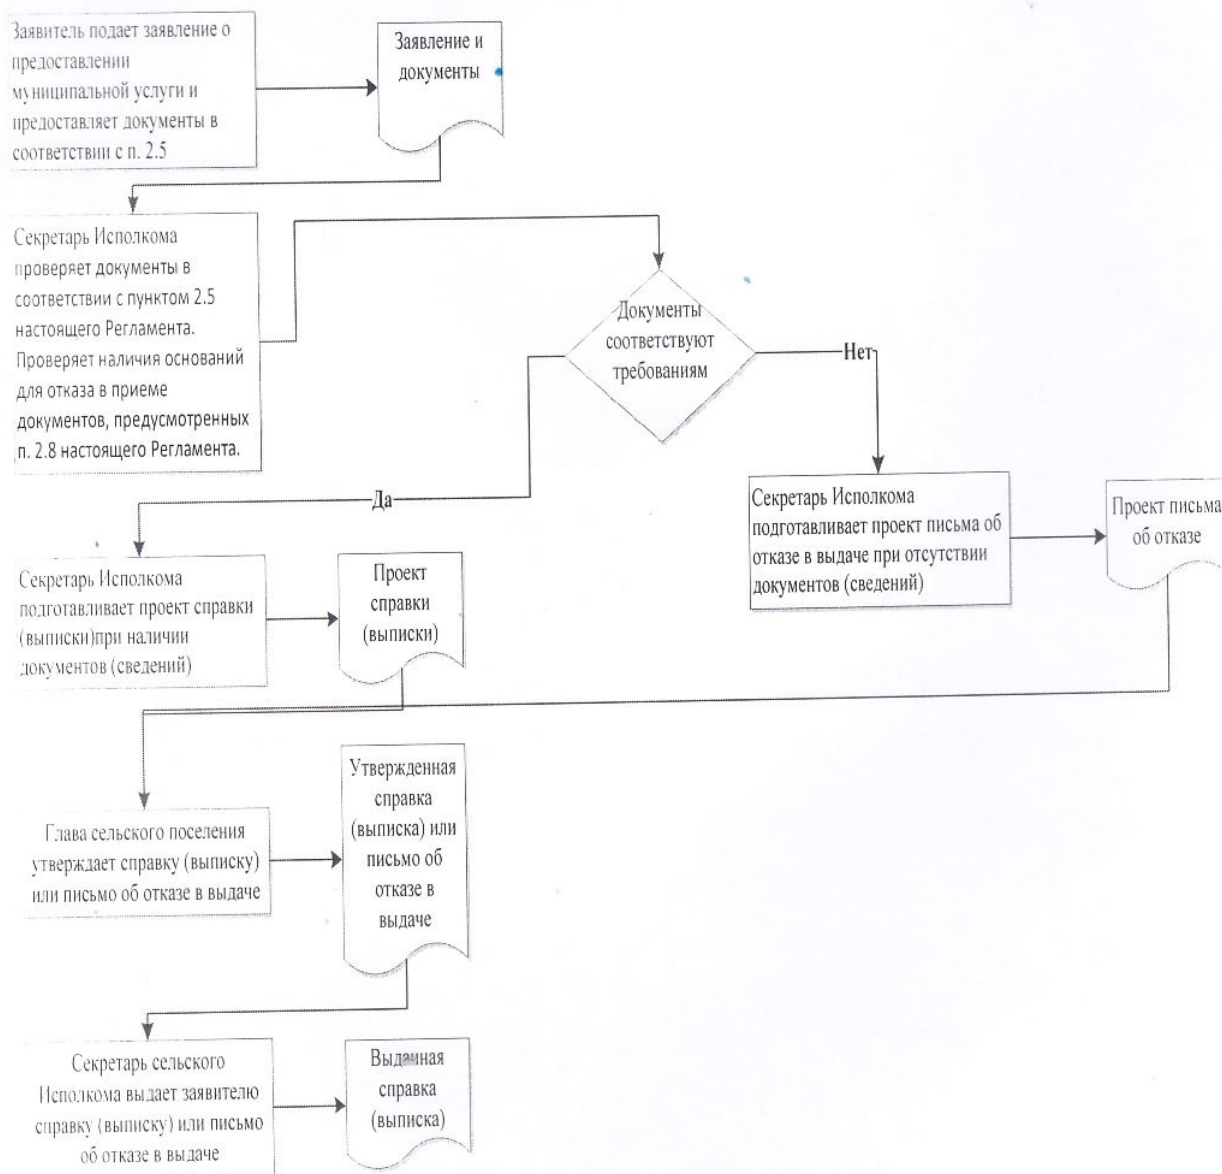 Заявитель подает заявление о
предоставлении
муниципальной услуги и
предоставляет документы в
соответствии с п. 2.5
Заявление и
документы
Секретарь Исполкома
проверяет документы в
соответствии с пунктом 2.5
настоящего Регламента.
Проверяет наличия оснований
для отказа в приеме
документов, предусмотренных
п. 2.8 настоящего Регламента.
Документы
соответствуют
требованиям
Нет
Да
Секретарь Исполкома
подготавливает проект письма об
отказе в выдаче при отсутствии
документов (сведений)
Проект письма
об отказе
Секретарь Исполкома
подготавливает проект справки
(выписки)при наличии
документов (сведений)
Проект
справки
(выписки)
Глава сельского поселения
утверждает справку (выписку)
или письмо об отказе в выдаче
Утвержденная
справка
(выписка) или
письмо об
отказе в
выдаче
Секретарь сельского
Исполкома выдает заявителю
справку (выписку) или письмо
об отказе в выдаче
Выданная
справка
(выписка)